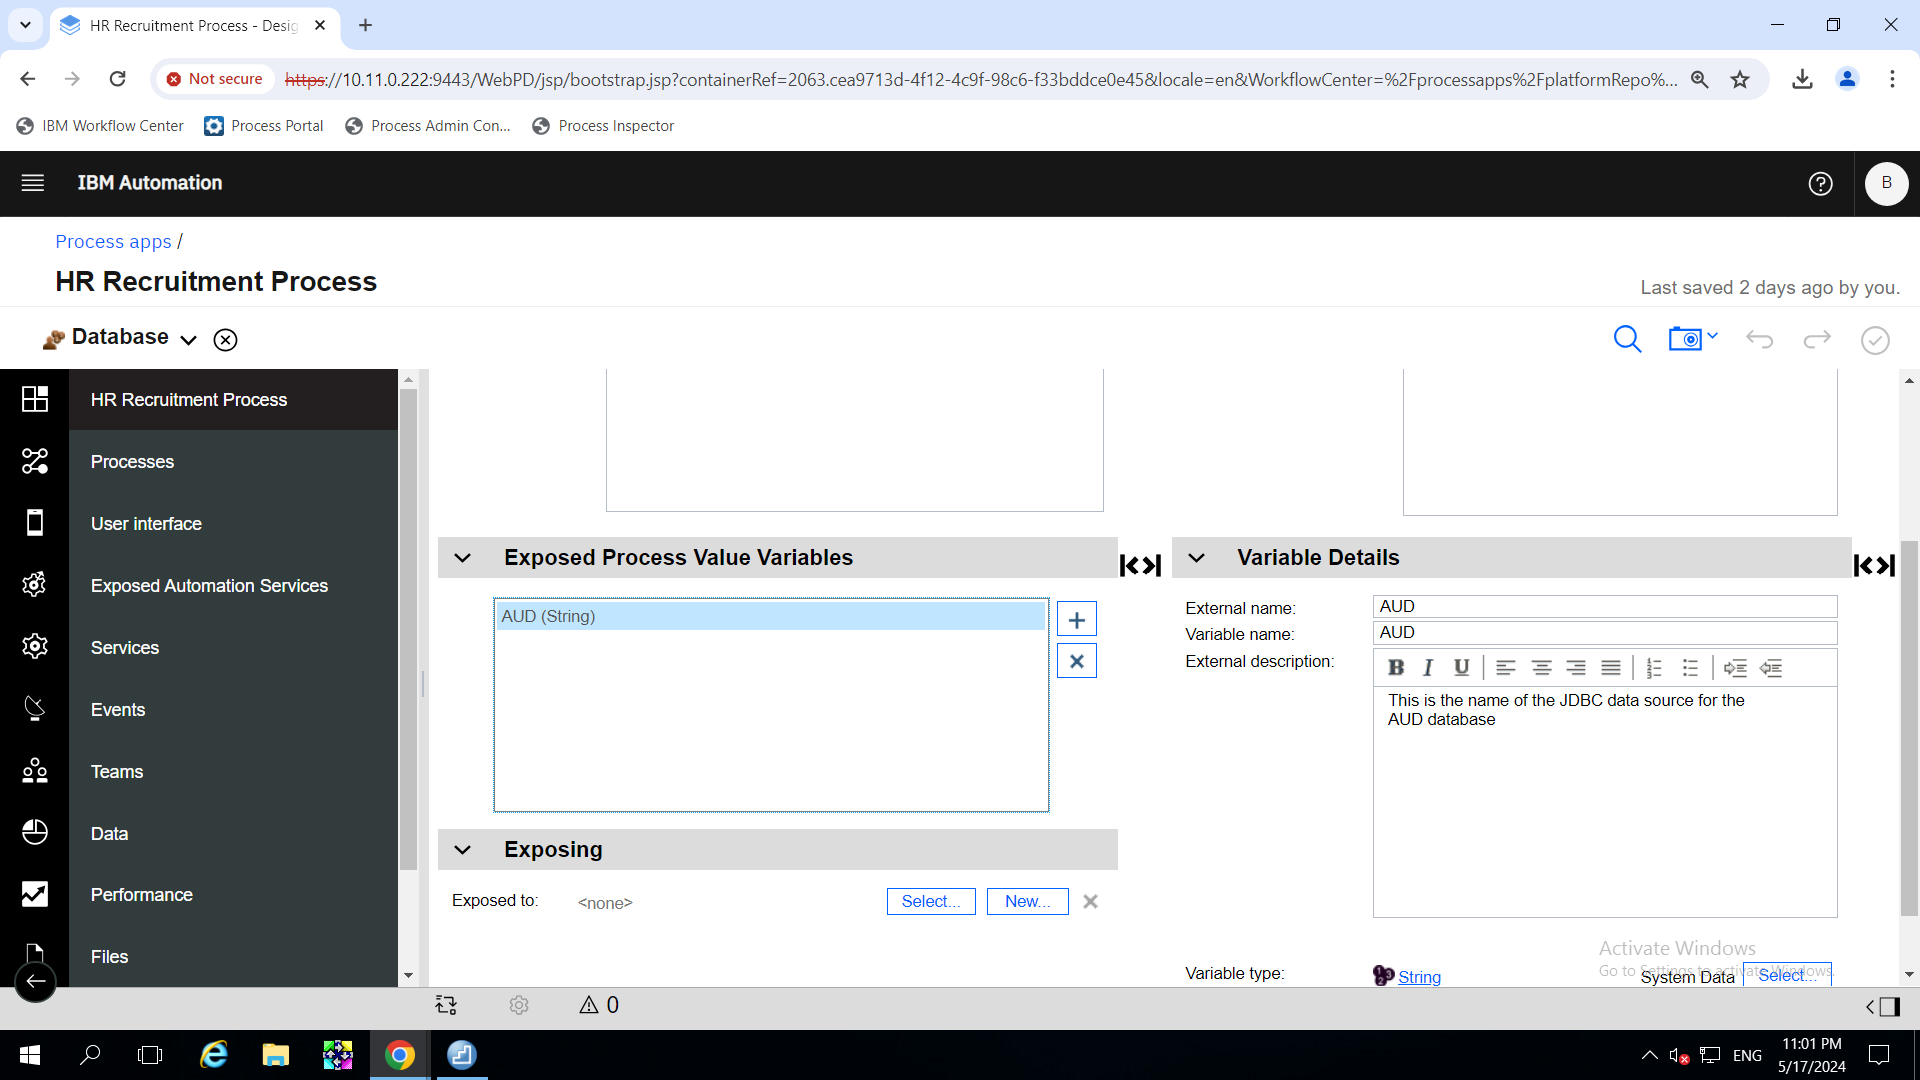 HR Recruitment Process - Desig
Not secure
https://10.11.0.222:9443/WebPD/jsp/bootstrap.jsp?containerRef=2063.cea9713d-4f12-4c9f-98c6-f33bddce0e45&locale=en&WorkflowCenter=%2Fprocessapps%2FplatformRepo%...
IBM Workflow Center
Process Portal
Process Admin Con...
Process Inspector
IBM Automation
B
Process apps /
HR Recruitment Process
Last saved 2 days ago by you.
Database
HR Recruitment Process
Processes
User interface
Exposed Automation Services
Services
Events
Teams
Data
Performance
Files
Exposed Process Value Variables
AUD (String)
Exposing
Exposed to:
<none>
Select...
New...
Variable Details
External name:
AUD
Variable name:
AUD
External description:
B I U
This is the name of the JDBC data source for the
AUD database
Variable type:
String
System Data
Select...
Activate Windows
Go to Settings to activate Windows.
0
ENG
11:01 PM
5/17/2024